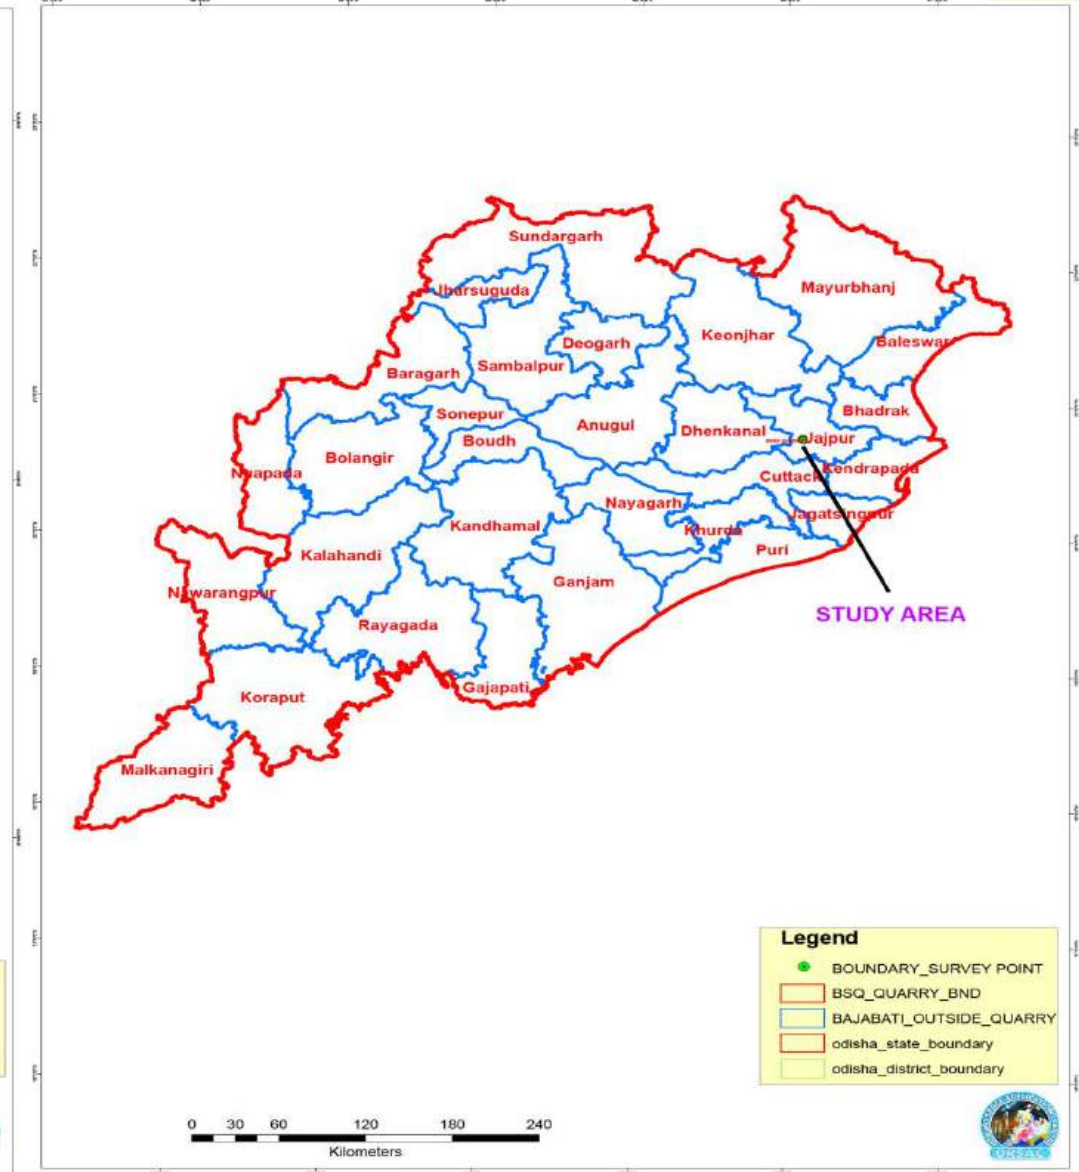 Sundargarh
Jharsuguda
Mayurbhanj
Keonjhar
Deogarh
Baleswar
Sambalpur
Baragarh
Bhadrak
Sonepur
Anugul
Dhenkanal
Jajpur
Boudh
Bolangir
Nuapada
Kendrapada
Cuttack
Nayagarh
Jagatsingpur
Kandhamal
Khurda
Puri
Kalahandi
Ganjam
Nawarangpur
STUDY AREA
Rayagada
Gajapati
Koraput
Malkanagiri
Legend
BOUNDARY_SURVEY POINT
BSQ_QUARRY_BND
BAJABATI_OUTSIDE_QUARRY
odisha_state_boundary
odisha_district_boundary
0 30 60 120 180 240
Kilometers
ORSAC